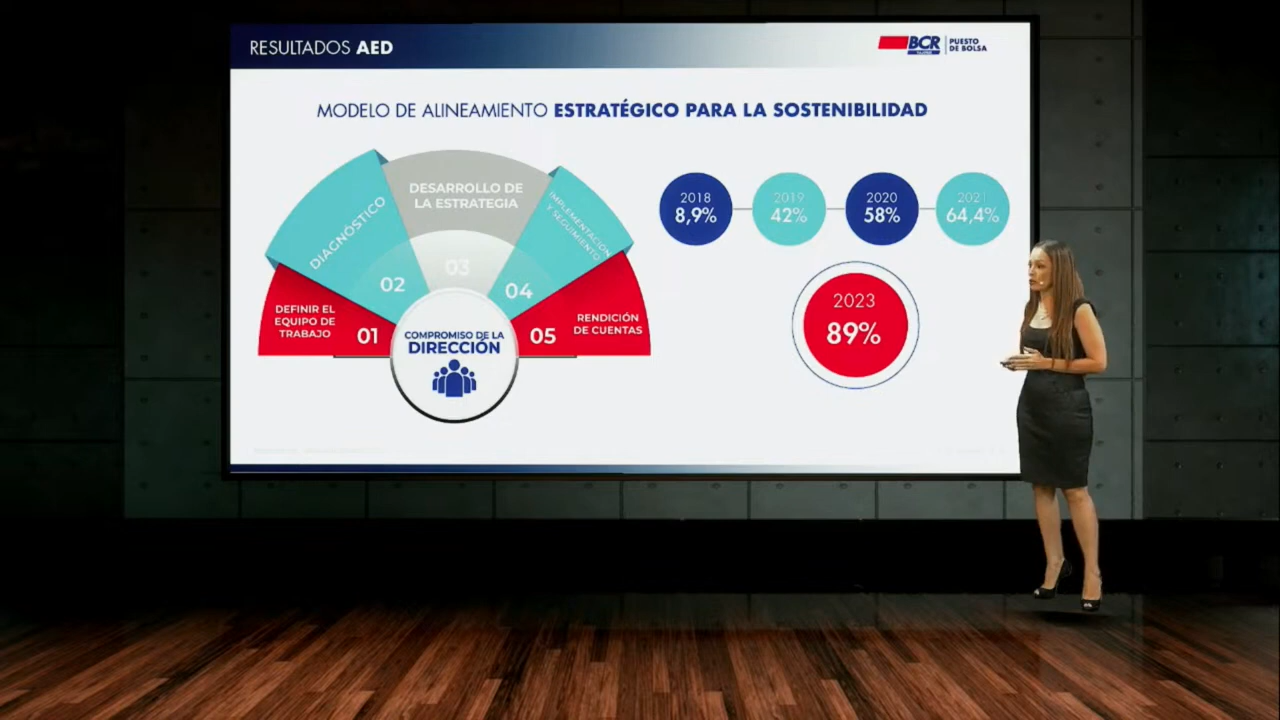 RESULTADOS AED
BCR
PUESTO
DE BOLSA
MODELO DE ALINEAMIENTO ESTRATÉGICO PARA LA SOSTENIBILIDAD
DEFINIR EL
EQUIPO DE
TRABAJO
01
DIAGNÓSTICO
02
DESARROLLO DE
LA ESTRATEGIA
03
IMPLEMENTACIÓN
Y SEGUIMIENTO
04
RENDICIÓN
DE CUENTAS
05
COMPROMISO DE LA
DIRECCIÓN
2018
8,9%
2019
42%
2020
58%
2021
64,4%
2023
89%